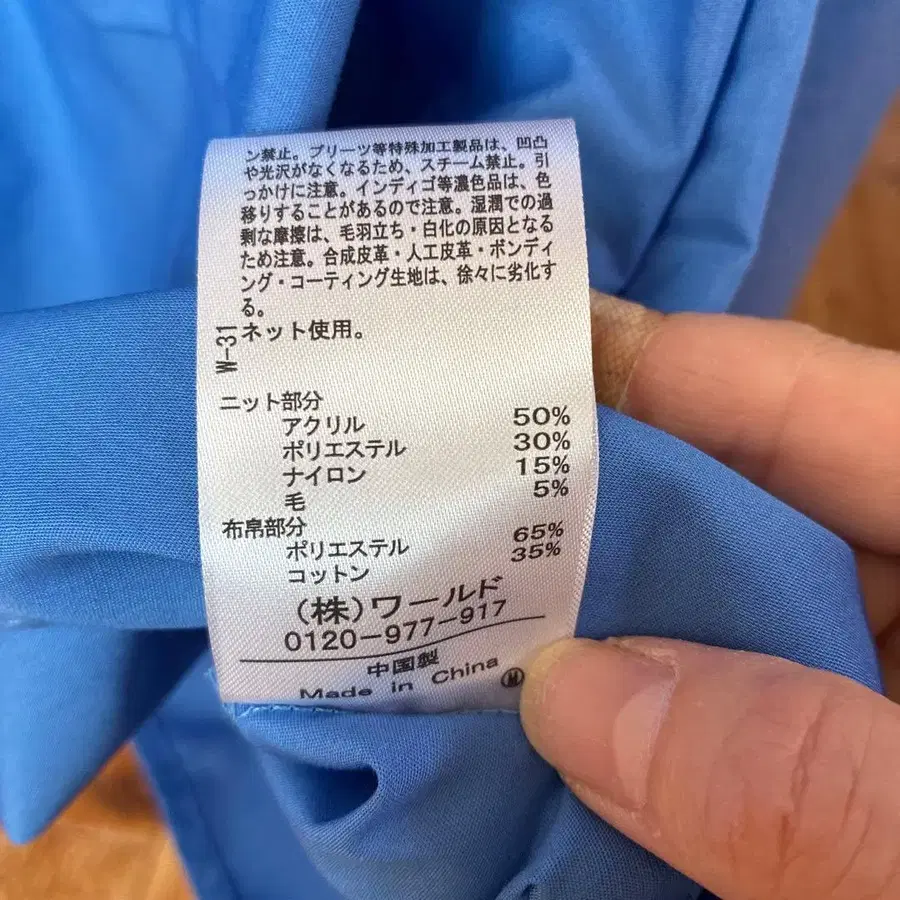 ン禁止。プリーツ等特殊加工製品は、凹凸
や光沢がなくなるため、スチーム禁止。引
っかけに注意。インディゴ等濃色品は、色
移りすることがあるので注意。湿潤での過
剰な摩擦は、毛羽立ち・白化の原因となる
ため注意。合成皮革・人工皮革・ボンディ
ング・コーティング生地は、徐々に劣化す
る。
W-31
ネット使用。
ニット部分
アクリル 50%
ポリエステル 30%
ナイロン 15%
毛 5%
布帛部分
ポリエステル 65%
コットン 35%
(株)ワールド
0120-977-917
中国製
Made in China
M